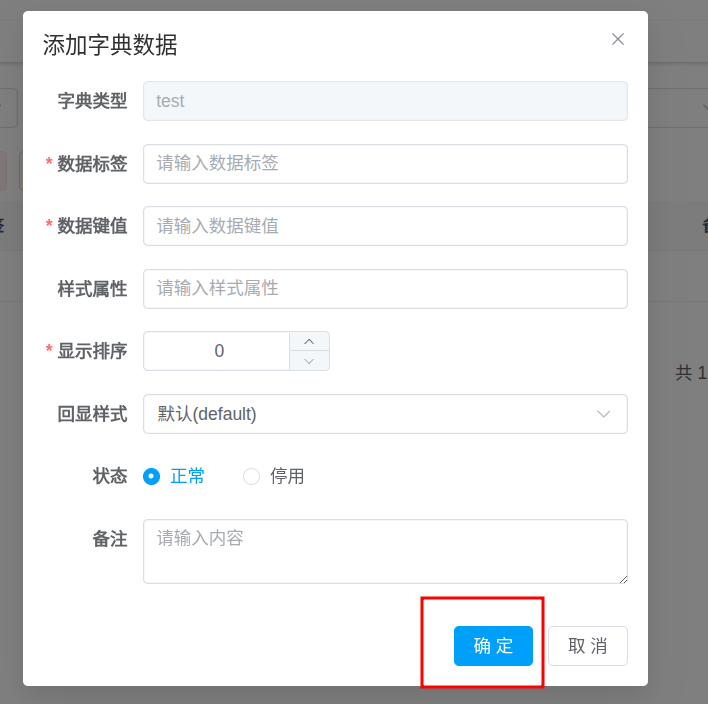 添加字典数据
字典类型 test
* 数据标签 请输入数据标签
* 数据键值 请输入数据键值
样式属性 请输入样式属性
* 显示排序 0
共 1
回显样式 默认(default)
状态 正常 停用
备注 请输入内容
确 定 取 消